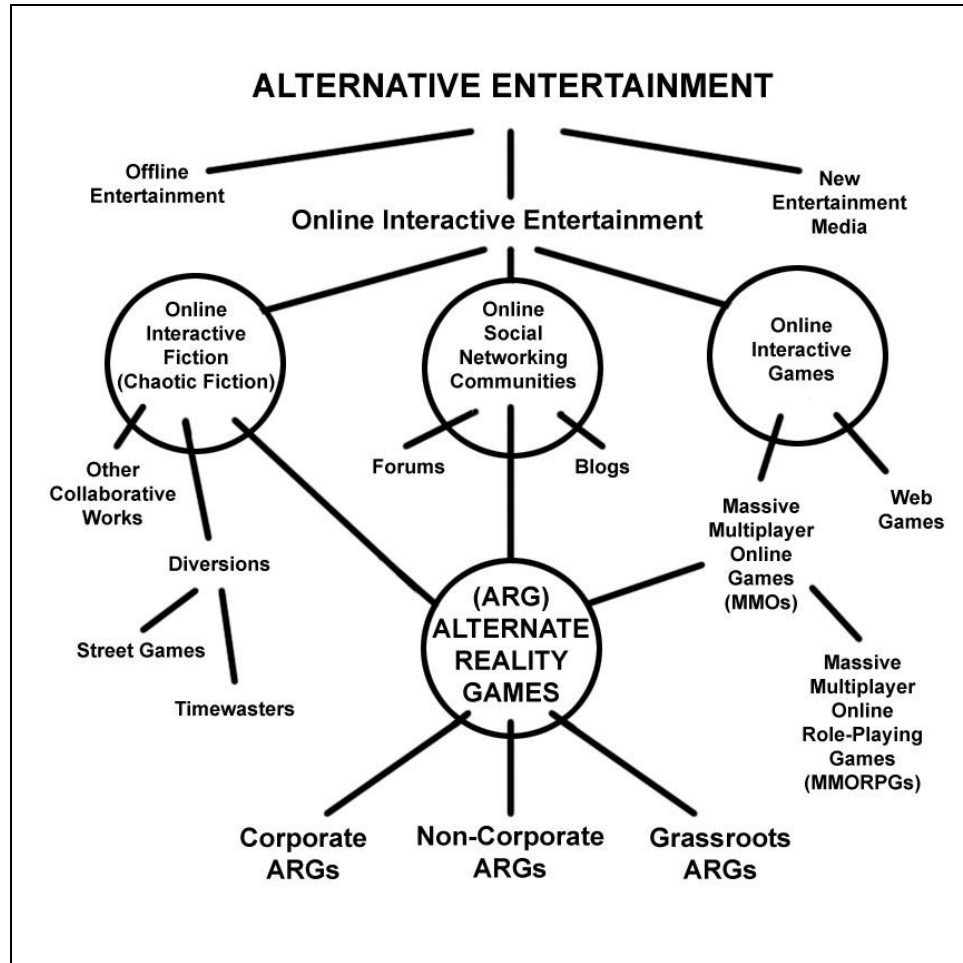 ALTERNATIVE ENTERTAINMENT
Offline
Entertainment
New
Entertainment
Media
Online Interactive Entertainment
Online
Interactive
Fiction
(Chaotic Fiction)
Online
Social
Networking
Communities
Online
Interactive
Games
Other
Collaborative
Works
Forums
Blogs
Massive
Multiplayer
Online
Games
(MMOs)
Web
Games
Diversions
Street Games
Timewasters
(ARG)
ALTERNATE
REALITY
GAMES
Massive
Multiplayer
Online
Role-Playing
Games
(MMORPGs)
Corporate
ARGs
Non-Corporate
ARGs
Grassroots
ARGs